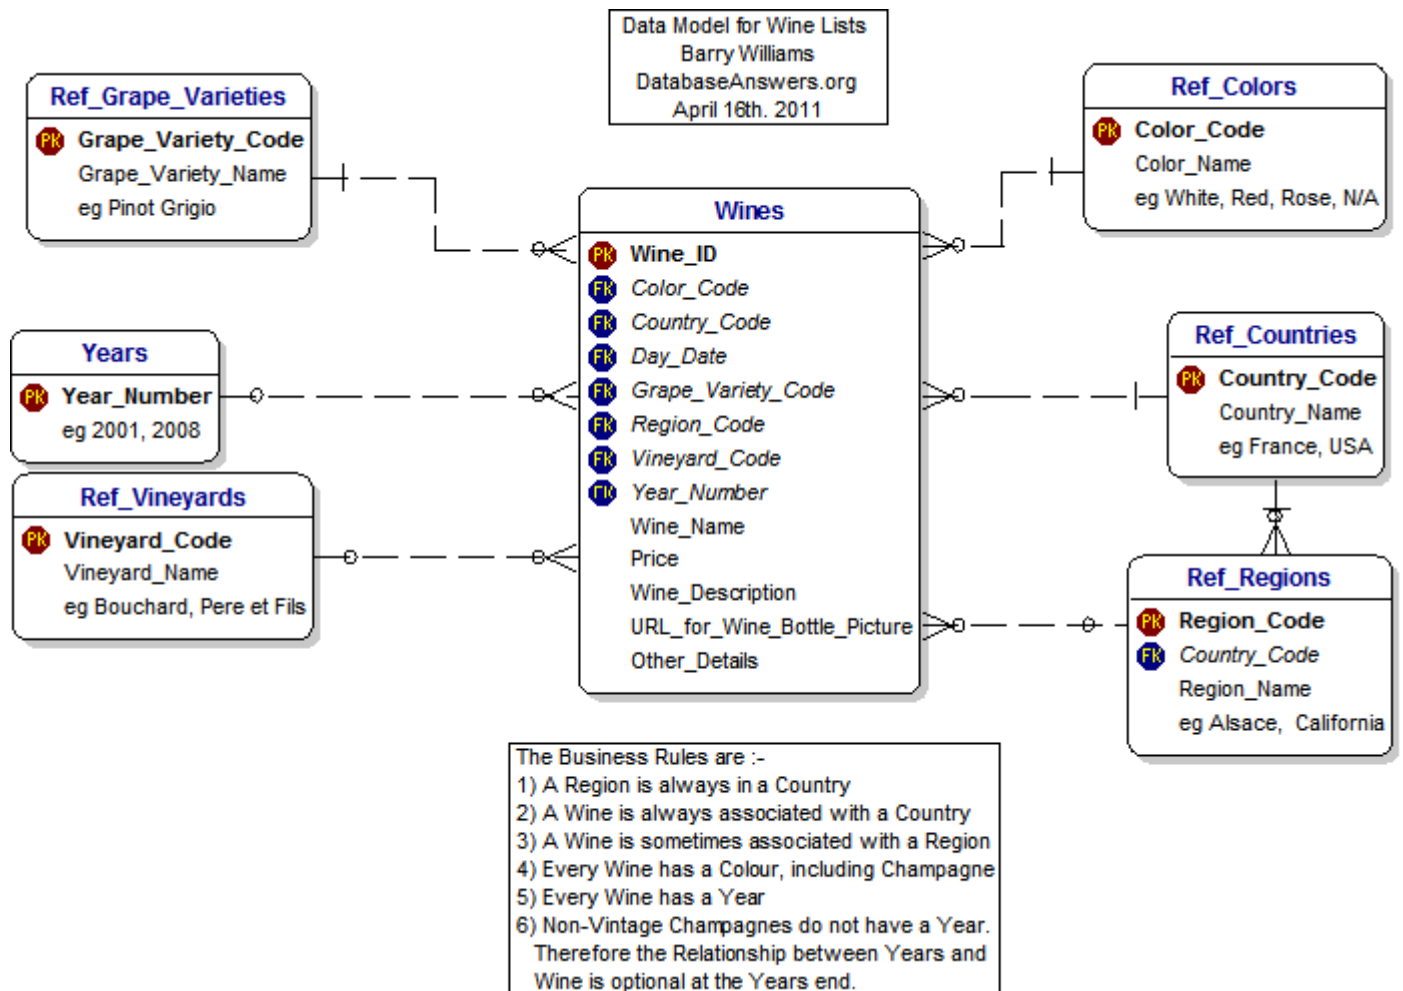 Data Model for Wine Lists
Barry Williams
DatabaseAnswers.org
April 16th. 2011
Ref_Grape_Varieties
PK Grape_Variety_Code
Grape_Variety_Name
eg Pinot Grigio
Ref_Colors
PK Color_Code
Color_Name
eg White, Red, Rose, N/A
Wines
PK Wine_ID
FK Color_Code
FK Country_Code
FK Day_Date
FK Grape_Variety_Code
FK Region_Code
FK Vineyard_Code
FK Year_Number
Wine_Name
Price
Wine_Description
URL_for_Wine_Bottle_Picture
Other_Details
Years
PK Year_Number
eg 2001, 2008
Ref_Countries
PK Country_Code
Country_Name
eg France, USA
Ref_Vineyards
PK Vineyard_Code
Vineyard_Name
eg Bouchard, Pere et Fils
Ref_Regions
PK Region_Code
FK Country_Code
Region_Name
eg Alsace, California
The Business Rules are :-
1) A Region is always in a Country
2) A Wine is always associated with a Country
3) A Wine is sometimes associated with a Region
4) Every Wine has a Colour, including Champagne
5) Every Wine has a Year
6) Non-Vintage Champagnes do not have a Year.
Therefore the Relationship between Years and
Wine is optional at the Years end.